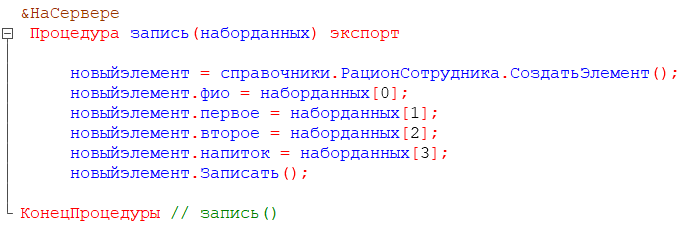 &НаСервере
Процедура запись(наборданных) экспорт
новыйэлемент = справочники.РационСотрудника.СоздатьЭлемент();
новыйэлемент.фио = наборданных[0];
новыйэлемент.первое = наборданных[1];
новыйэлемент.второе = наборданных[2];
новыйэлемент.напиток = наборданных[3];
новыйэлемент.Записать();
КонецПроцедуры // запись()